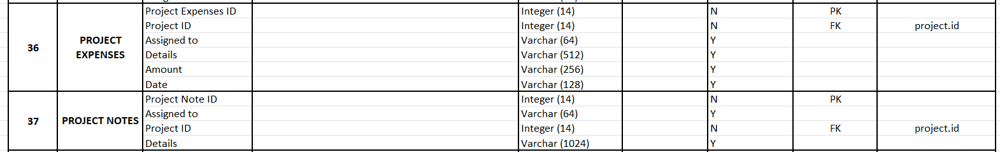 Project Expenses ID Integer (14) N PK
Project ID Integer (14) N FK project.id
36 PROJECT EXPENSES Assigned to Varchar (64) Y
Details Varchar (512) Y
Amount Varchar (256) Y
Date Varchar (128) Y
Project Note ID Integer (14) N PK
37 PROJECT NOTES Assigned to Varchar (64) Y
Project ID Integer (14) N FK project.id
Details Varchar (1024) Y